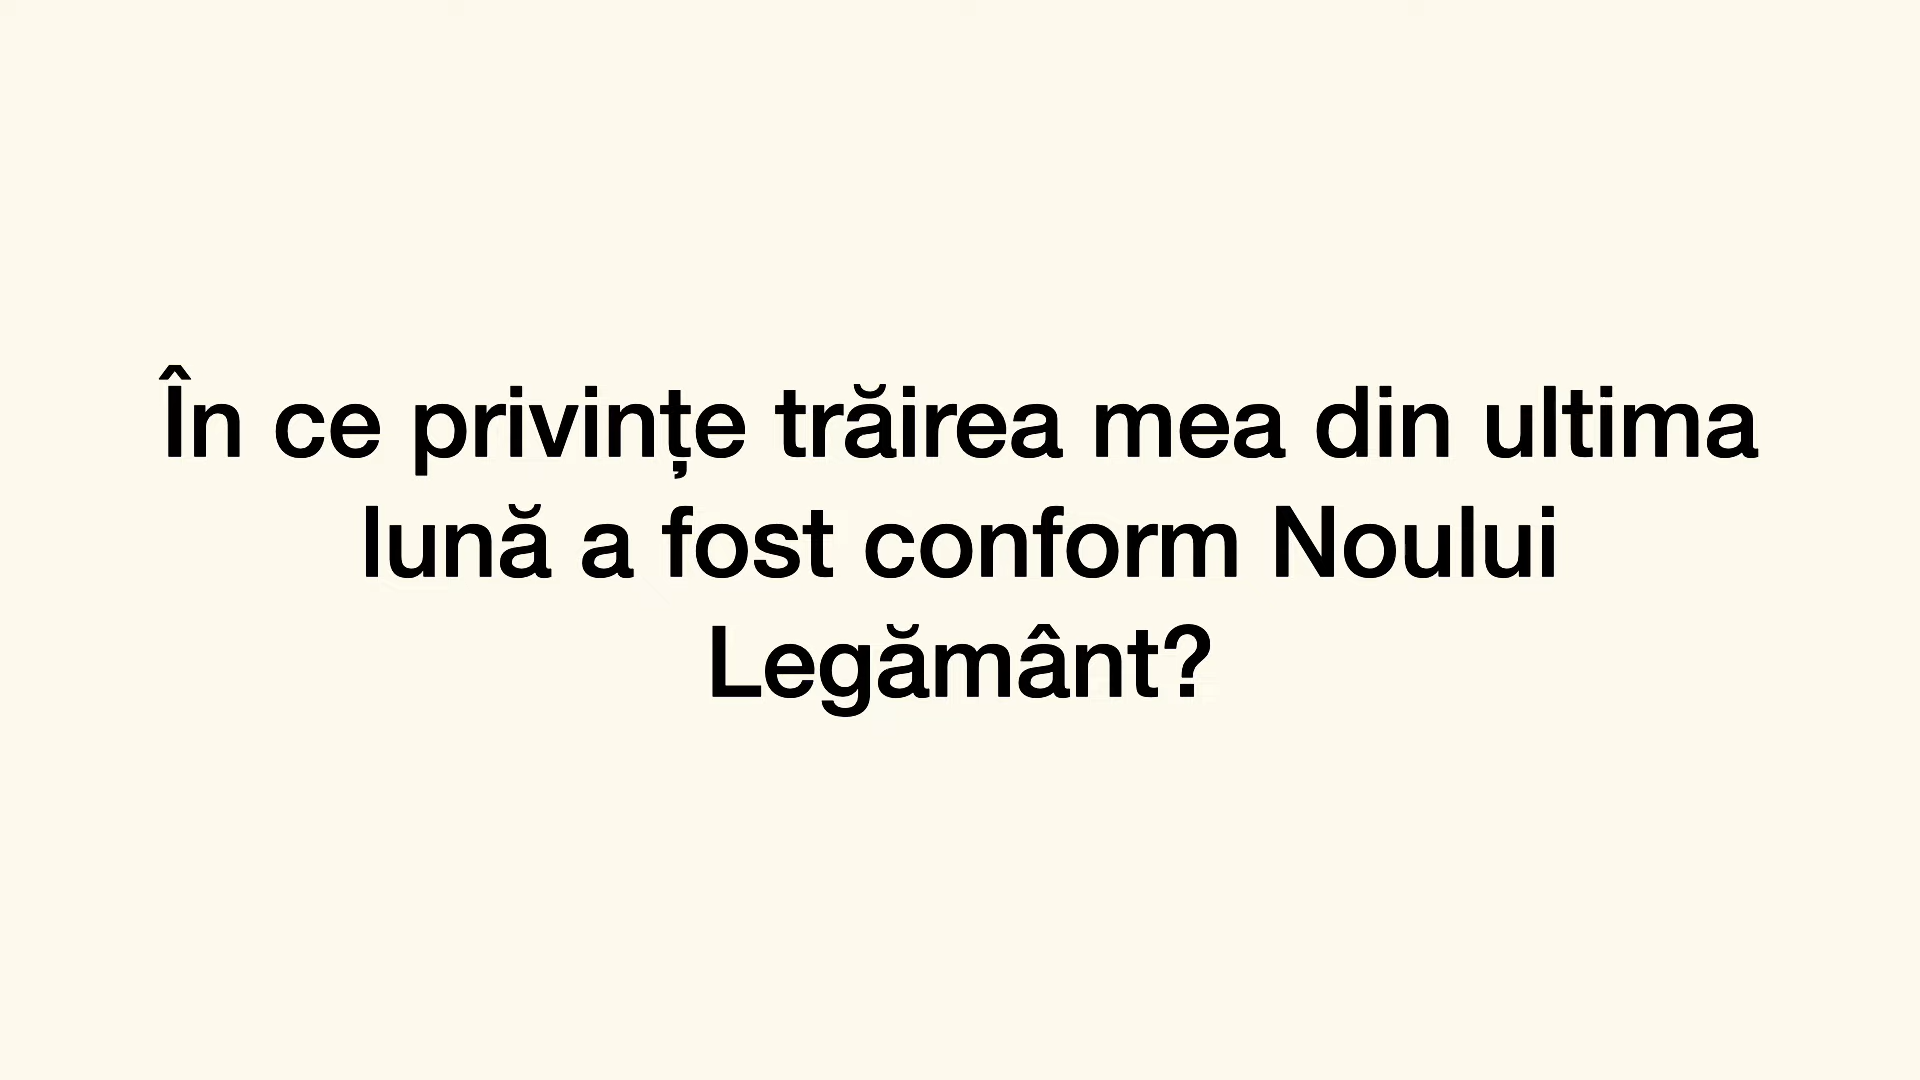 În ce privințe trăirea mea din ultima
lună a fost conform Noului
Legământ?